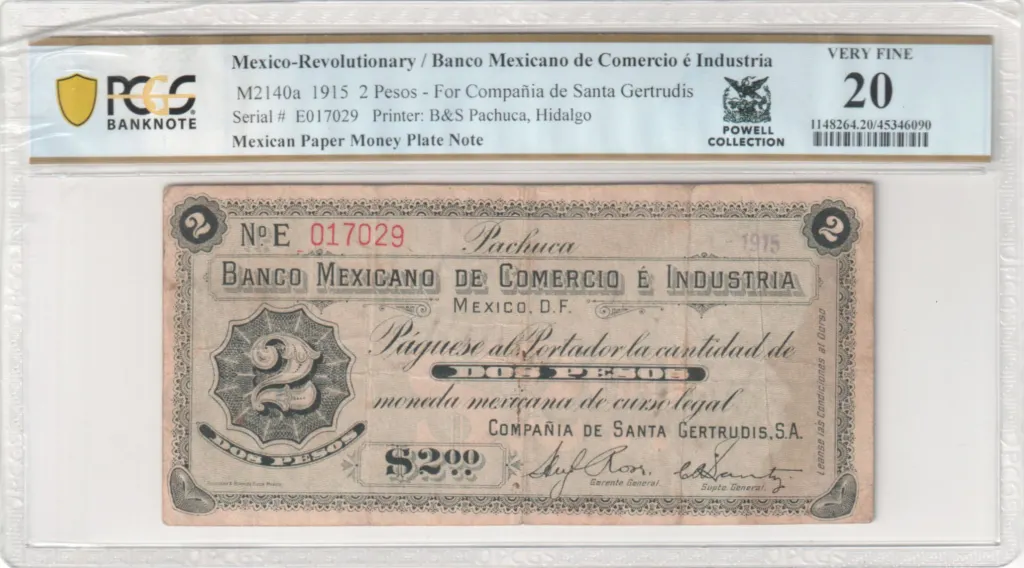 PCGS
BANKNOTE
Mexico-Revolutionary / Banco Mexicano de Comercio é Industria
M2140a 1915 2 Pesos - For Compañia de Santa Gertrudis
Serial # E017029 Printer: B&S Pachuca, Hidalgo
Mexican Paper Money Plate Note
POWELL
COLLECTION
VERY FINE
20
1148264.20/45346090
2
2
Nº E 017029
Pachuca
1915
BANCO MEXICANO DE COMERCIO É INDUSTRIA
MEXICO, D.F.
Páguese al Portador la cantidad de
DOS PESOS
moneda mexicana de curso legal
COMPAÑIA DE SANTA GERTRUDIS, S.A.
2
DOS PESOS
$2.00
Gerente General.
Supte. General.
Leanse las Condiciones al Dorso